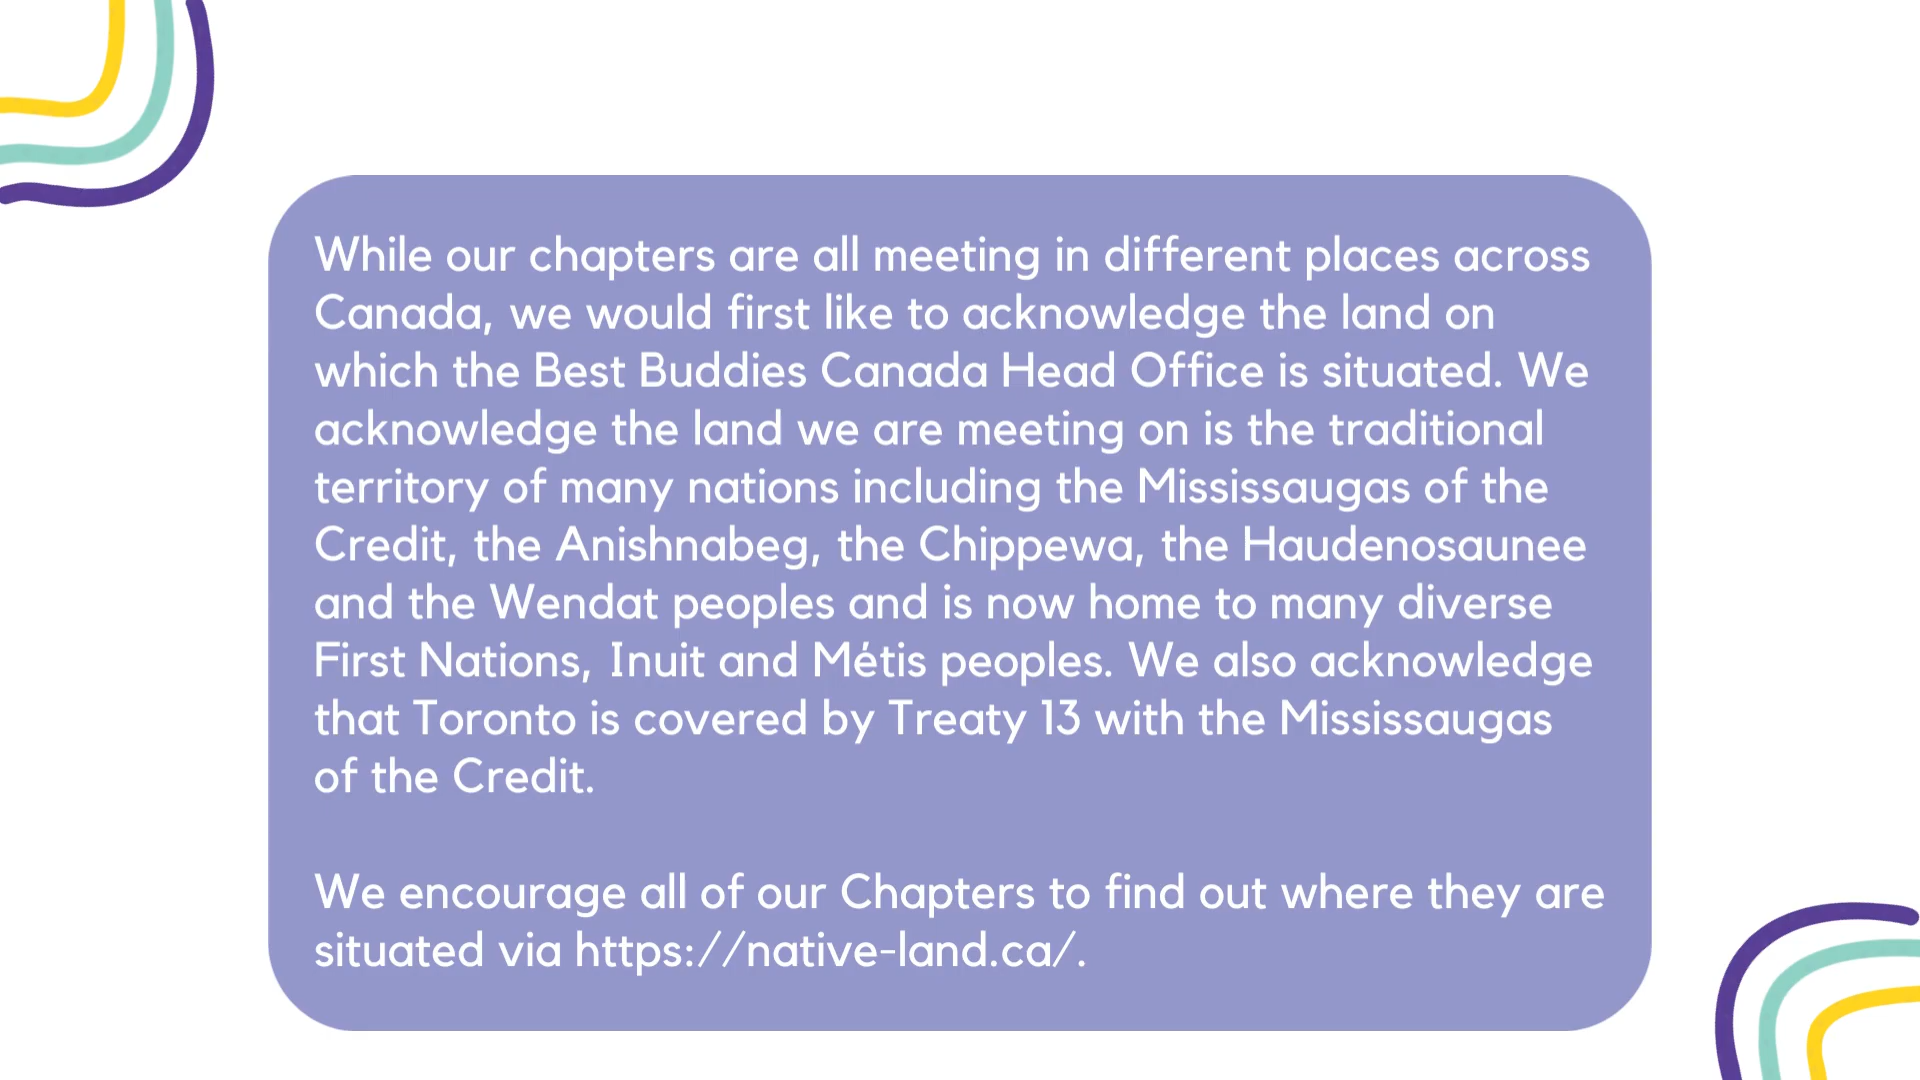 While our chapters are all meeting in different places across
Canada, we would first like to acknowledge the land on
which the Best Buddies Canada Head Office is situated. We
acknowledge the land we are meeting on is the traditional
territory of many nations including the Mississaugas of the
Credit, the Anishnabeg, the Chippewa, the Haudenosaunee
and the Wendat peoples and is now home to many diverse
First Nations, Inuit and Métis peoples. We also acknowledge
that Toronto is covered by Treaty 13 with the Mississaugas
of the Credit.
We encourage all of our Chapters to find out where they are
situated via https://native-land.ca/.